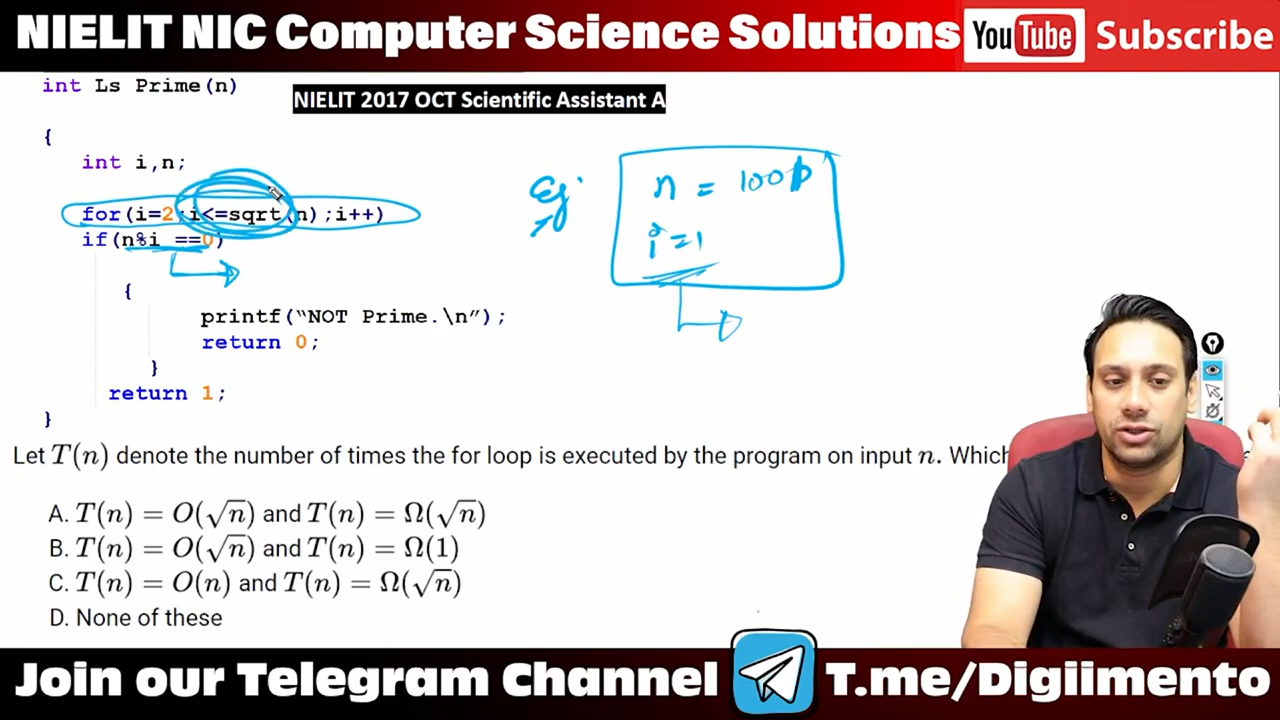 NIELIT NIC Computer Science Solutions
YouTube Subscribe
int Ls Prime(n)
NIELIT 2017 OCT Scientific Assistant A
{
int i,n;
for(i=2;i<=sqrt(n);i++)
if(n%i ==0)
{
printf(“NOT Prime.\n”);
return 0;
}
return 1;
}
Eg:
n = 100
i=1
Let T(n) denote the number of times the for loop is executed by the program on input n. Which
A. T(n) = O(√n) and T(n) = Ω(√n)
B. T(n) = O(√n) and T(n) = Ω(1)
C. T(n) = O(n) and T(n) = Ω(√n)
D. None of these
Join our Telegram Channel
T.me/Digiimento